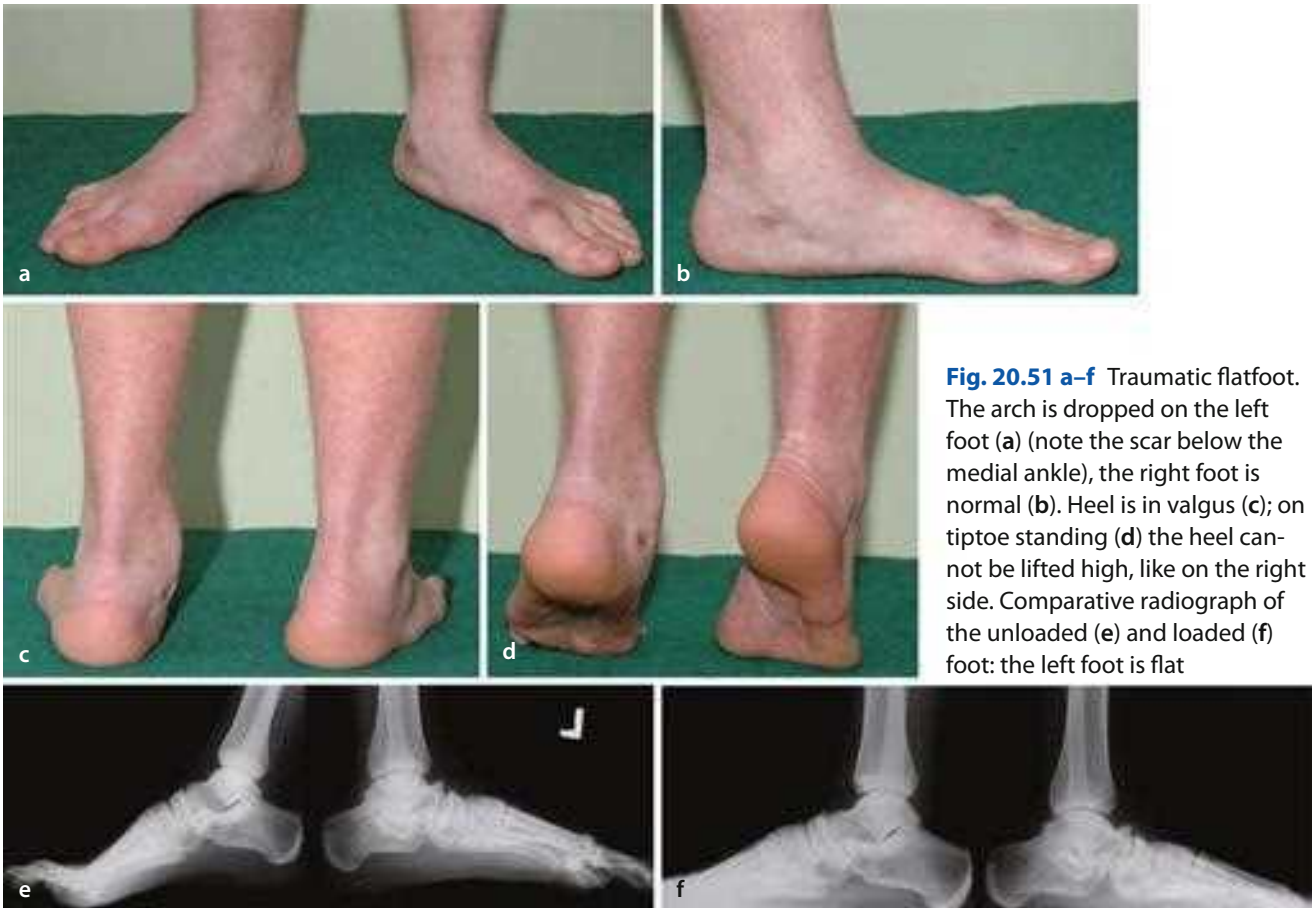 a
b
c
d
Fig. 20.51 a–f Traumatic flatfoot.
The arch is dropped on the left
foot (a) (note the scar below the
medial ankle), the right foot is
normal (b). Heel is in valgus (c); on
tiptoe standing (d) the heel can-
not be lifted high, like on the right
side. Comparative radiograph of
the unloaded (e) and loaded (f)
foot: the left foot is flat
L
e
f